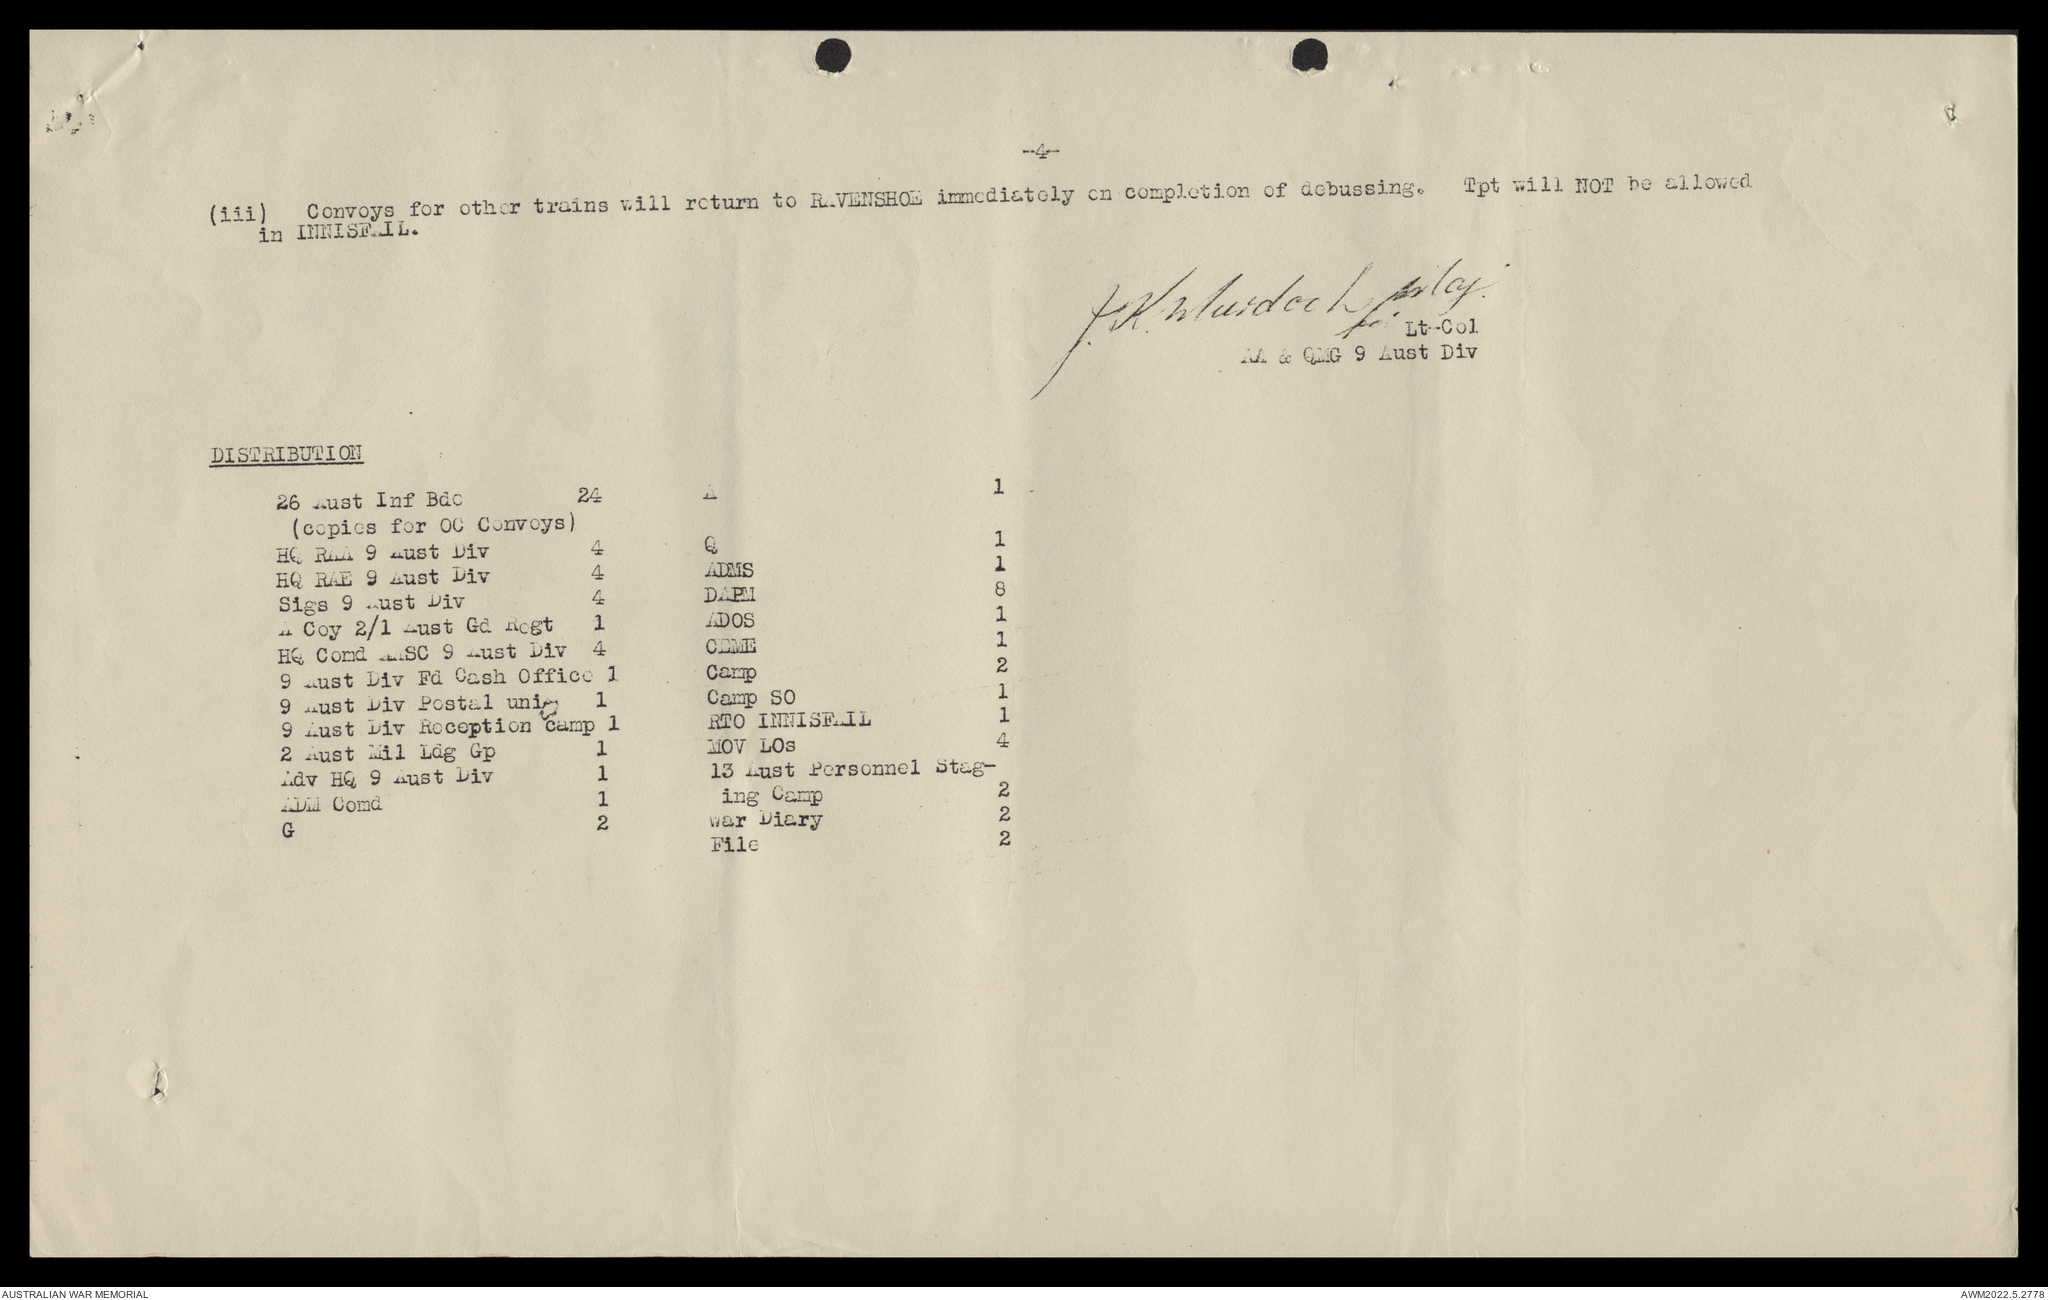 -4-
(iii) Convoys for other trains will return to RAVENSHOE immediately on completion of debussing. Tpt will NOT be allowed
in INNISFAIL.
J.K. Murdoch Maj.
for Lt-Col
AA & QMG 9 Aust Div
DISTRIBUTION
26 Aust Inf Bde 24
(copies for OC Convoys)
HQ RAA 9 Aust Div 4
HQ RAE 9 Aust Div 4
Sigs 9 Aust Div 4
A Coy 2/1 Aust Gd Regt 1
HQ Comd AASC 9 Aust Div 4
9 Aust Div Fd Cash Office 1
9 Aust Div Postal unit 1
9 Aust Div Reception camp 1
2 Aust Mil Ldg Gp 1
Adv HQ 9 Aust Div 1
ADM Comd 1
G 2
A 1
Q 1
ADMS 1
DAPM 8
ADOS 1
CEME 1
Camp 2
Camp SO 1
RTO INNISFAIL 1
MOV LOs 4
13 Aust Personnel Stag-
ing Camp 2
War Diary 2
File 2
AUSTRALIAN WAR MEMORIAL
AWM2022.5.2778